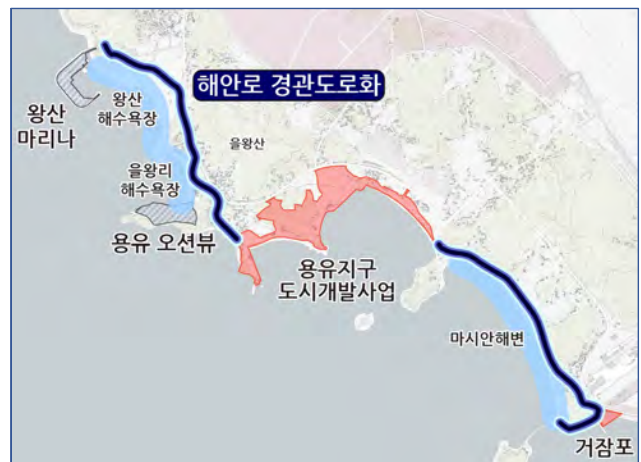 해안로 경관도로화
왕산
마리나
왕산
해수욕장
을왕산
을왕리
해수욕장
용유 오션뷰
용유지구
도시개발사업
마시안해변
거잠포